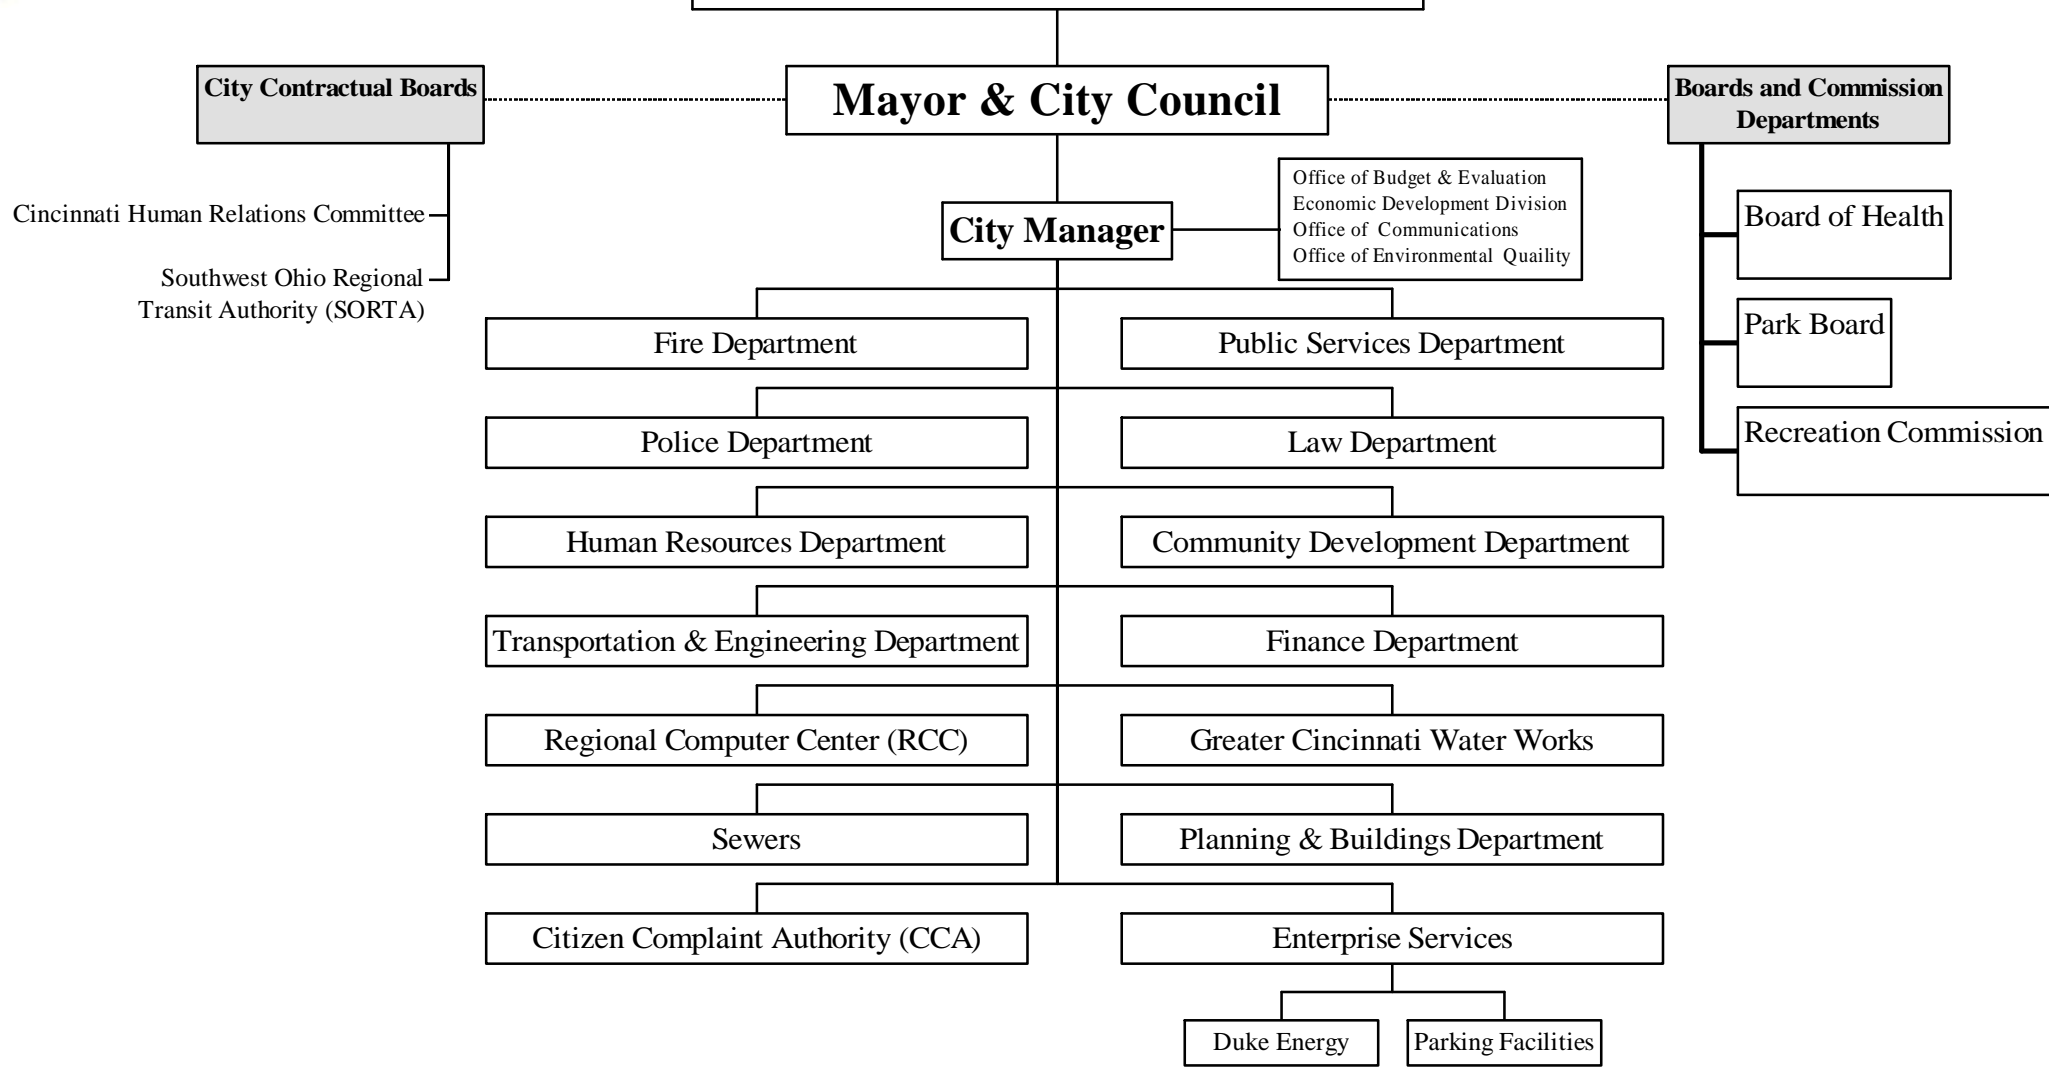 City Contractual Boards
Mayor & City Council
Boards and Commission
Departments
Cincinnati Human Relations Committee
Southwest Ohio Regional
Transit Authority (SORTA)
City Manager
Office of Budget & Evaluation
Economic Development Division
Office of Communications
Office of Environmental Quaility
Board of Health
Park Board
Recreation Commission
Fire Department
Public Services Department
Police Department
Law Department
Human Resources Department
Community Development Department
Transportation & Engineering Department
Finance Department
Regional Computer Center (RCC)
Greater Cincinnati Water Works
Sewers
Planning & Buildings Department
Citizen Complaint Authority (CCA)
Enterprise Services
Duke Energy
Parking Facilities